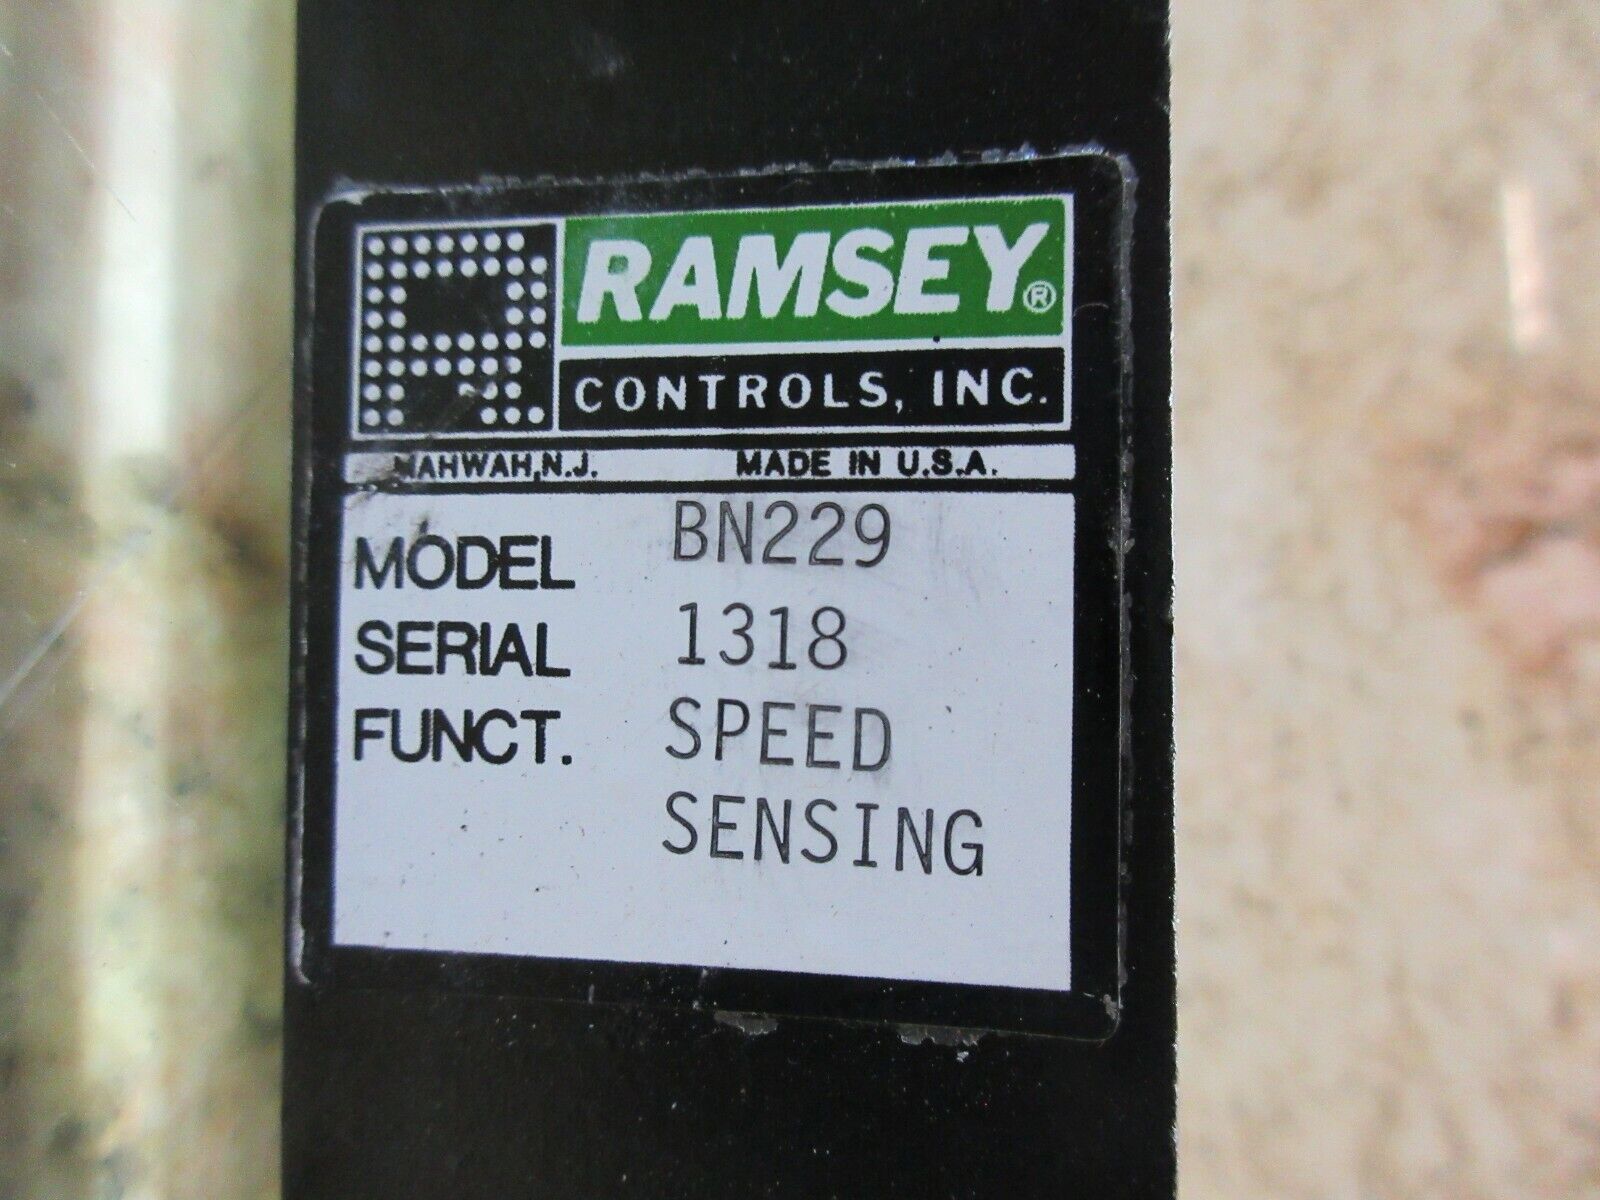 RAMSEY®
CONTROLS, INC.
MAHWAH, N.J. MADE IN U.S.A.
MODEL BN229
SERIAL 1318
FUNCT. SPEED
SENSING